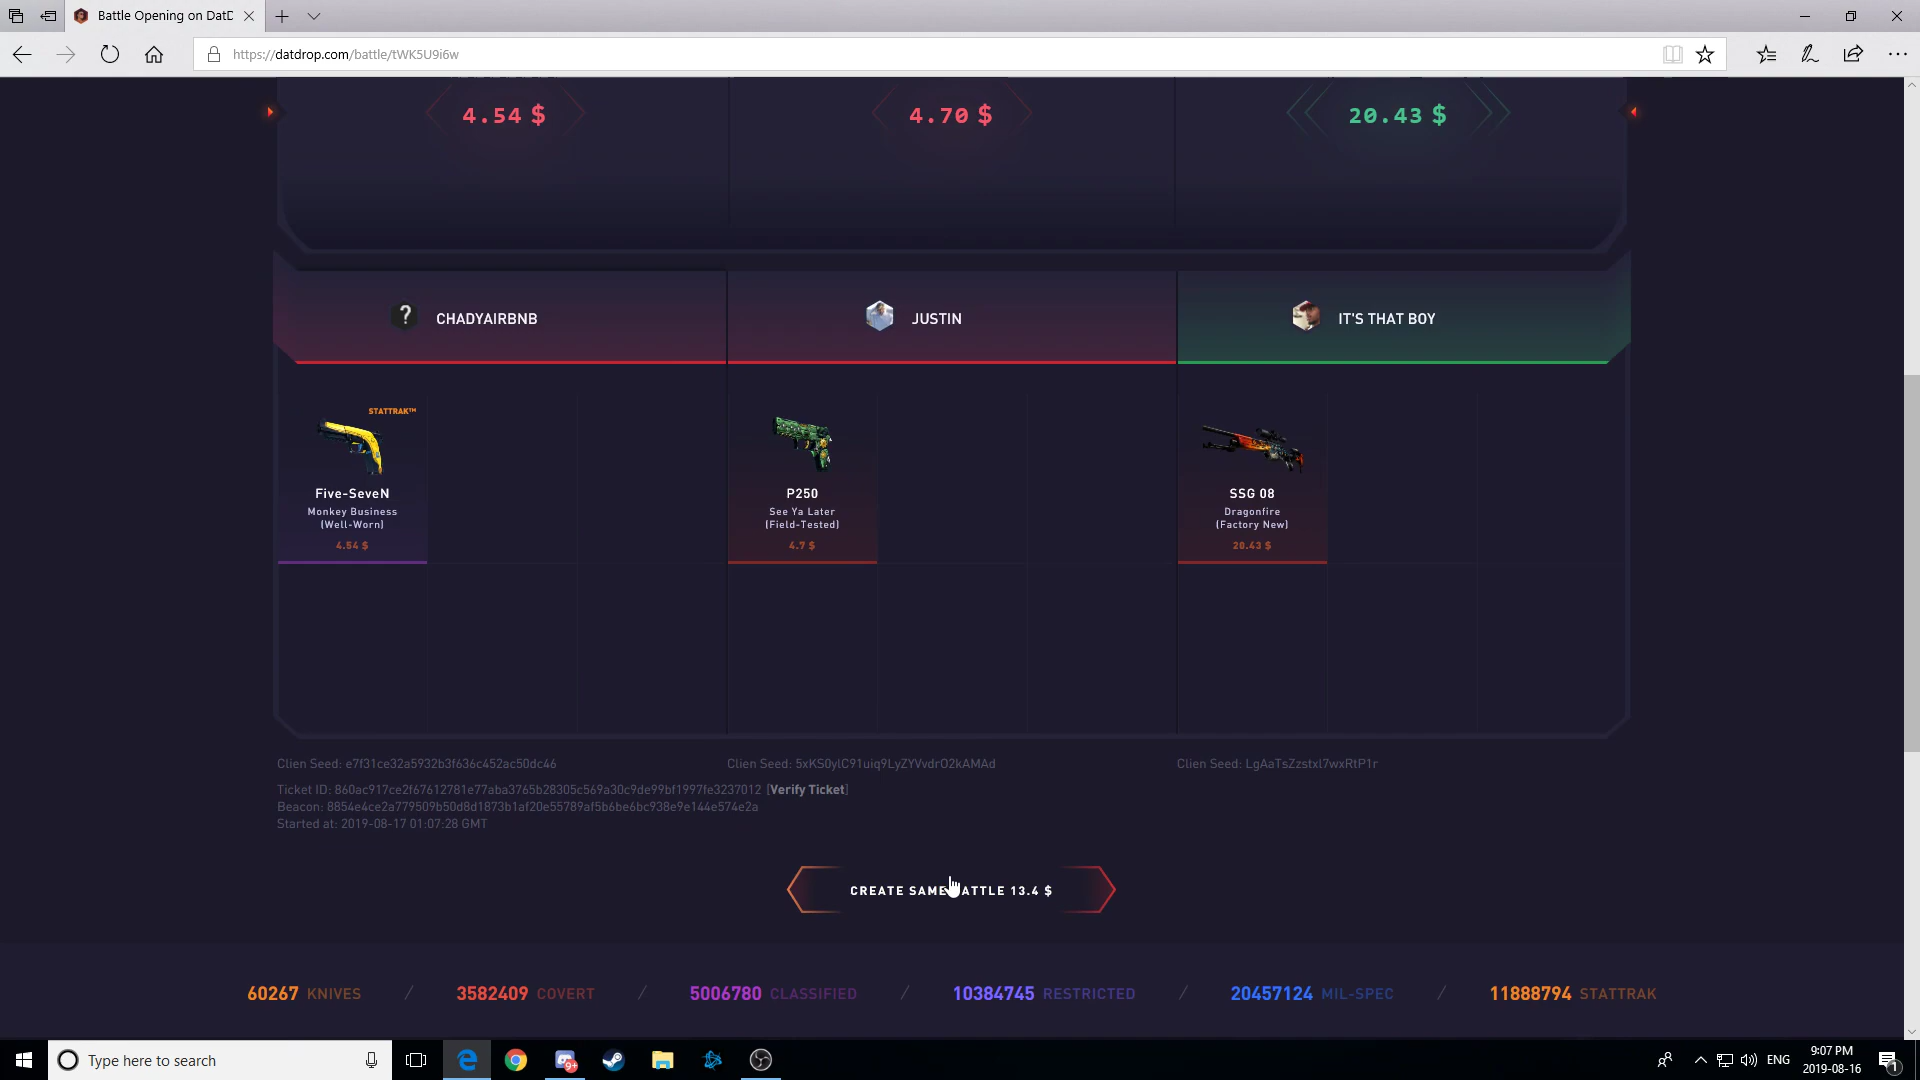 Battle Opening on DatD
https://datdrop.com/battle/tWK5U9i6w
4.54 $
4.70 $
20.43 $
?
CHADYAIRBNB
JUSTIN
IT'S THAT BOY
STATTRAK™
Five-SeveN
Monkey Business
(Well-Worn)
4.54 $
P250
See Ya Later
(Field-Tested)
4.7 $
SSG 08
Dragonfire
(Factory New)
20.43 $
Clien Seed: e7f31ce32a5932b3f636c452ac50dc46
Clien Seed: 5xKS0ylC91uiq9LyZYVvdrO2kAMAd
Clien Seed: LgAaTsZzstxl7wxRtP1r
Ticket ID: 860ac917ce2f67612781e77aba3765b28305c569a30c9de99bf1997fe3237012 [Verify Ticket]
Beacon: 8854e4ce2a779509b50d8d1873b1af20e55789af5b6be6bc938e9e144e574e2a
Started at: 2019-08-17 01:07:28 GMT
CREATE SAME BATTLE 13.4 $
60267 KNIVES / 3582409 COVERT / 5006780 CLASSIFIED / 10384745 RESTRICTED / 20457124 MIL-SPEC / 11888794 STATTRAK
Type here to search
9+
ENG
9:07 PM
2019-08-16
1